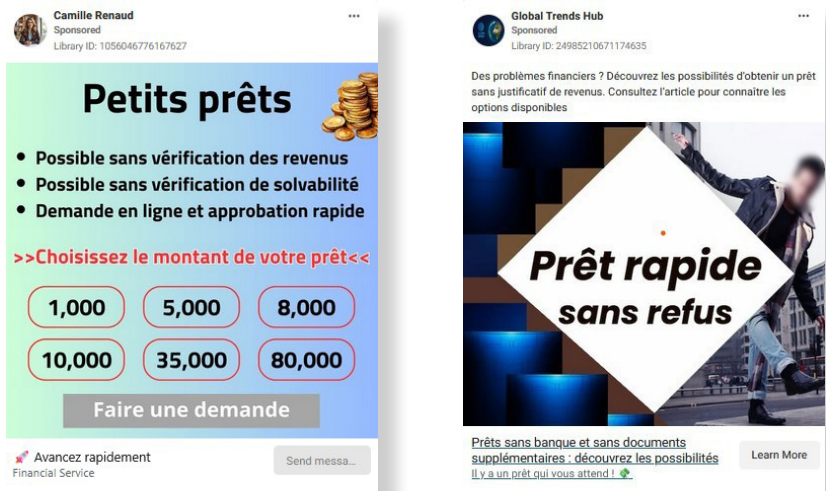 Camille Renaud
Sponsored
Library ID: 1056046776167627
Petits prêts
• Possible sans vérification des revenus
• Possible sans vérification de solvabilité
• Demande en ligne et approbation rapide
>>Choisissez le montant de votre prêt<<
1,000 5,000 8,000
10,000 35,000 80,000
Faire une demande
🚀 Avancez rapidement
Financial Service
Send messa...
Global Trends Hub
Sponsored
Library ID: 24985210671174635
Des problèmes financiers ? Découvrez les possibilités d'obtenir un prêt
sans justificatif de revenus. Consultez l'article pour connaître les
options disponibles
Prêt rapide
sans refus
Prêts sans banque et sans documents
supplémentaires : découvrez les possibilités
Il y a un prêt qui vous attend ! 💸
Learn More